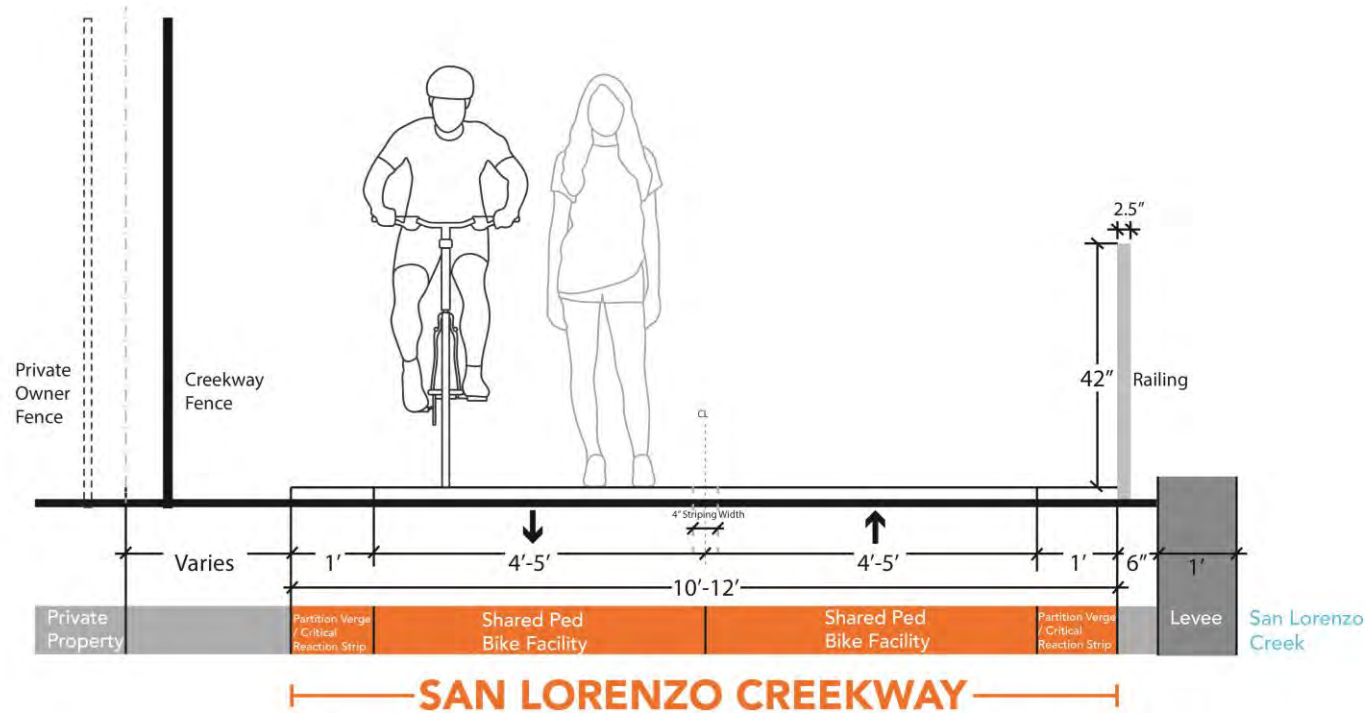 2.5”
Private
Owner
Fence
Creekway
Fence
42”
Railing
CL
4” Striping Width
Varies
1’
4’-5’
4’-5’
1’
6”
1’
10’-12’
Private
Property
Partition Verge
/ Critical
Reaction Strip
Shared Ped
Bike Facility
Shared Ped
Bike Facility
Partition Verge
/ Critical
Reaction Strip
Levee
San Lorenzo
Creek
SAN LORENZO CREEKWAY